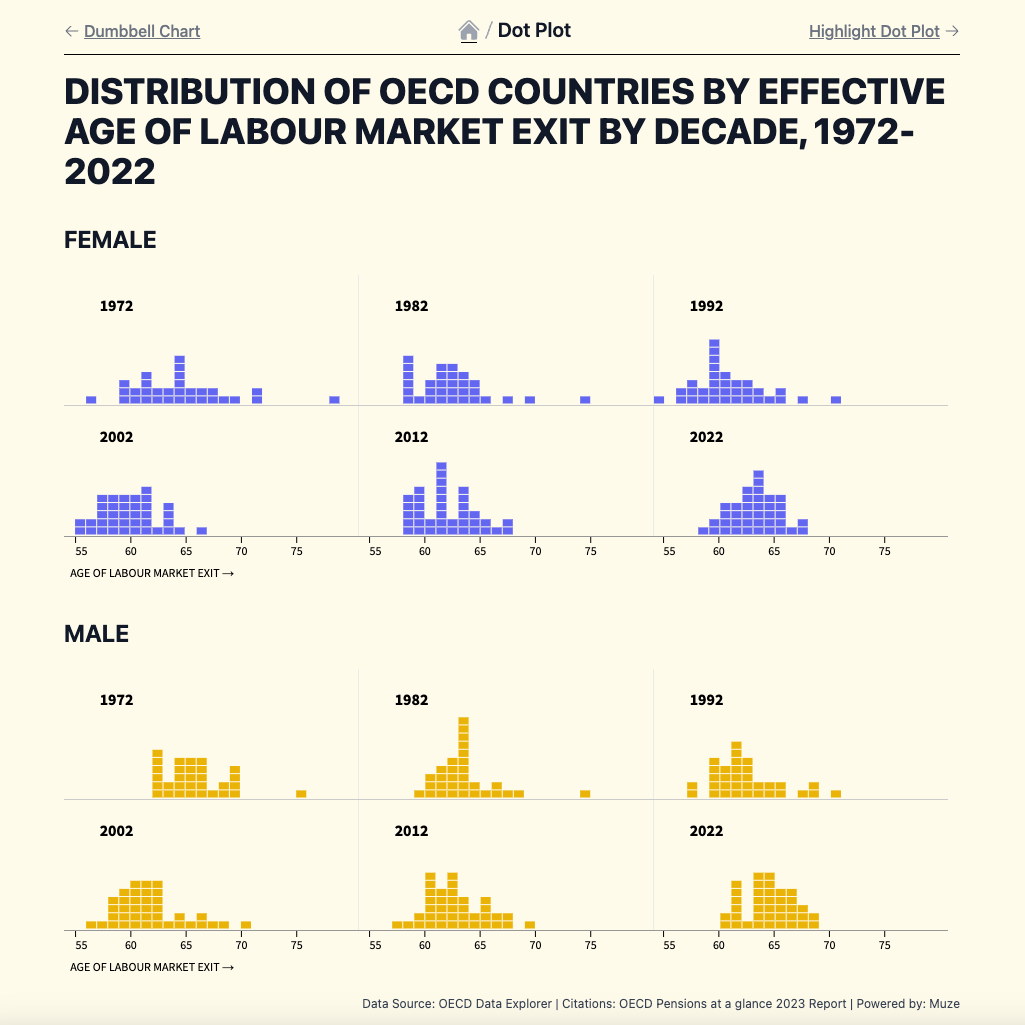 ← Dumbbell Chart / Dot Plot Highlight Dot Plot →
DISTRIBUTION OF OECD COUNTRIES BY EFFECTIVE
AGE OF LABOUR MARKET EXIT BY DECADE, 1972-
2022
FEMALE
1972 1982 1992
2002 2012 2022
55 60 65 70 75 55 60 65 70 75 55 60 65 70 75
AGE OF LABOUR MARKET EXIT →
MALE
1972 1982 1992
2002 2012 2022
55 60 65 70 75 55 60 65 70 75 55 60 65 70 75
AGE OF LABOUR MARKET EXIT →
Data Source: OECD Data Explorer | Citations: OECD Pensions at a glance 2023 Report | Powered by: Muze